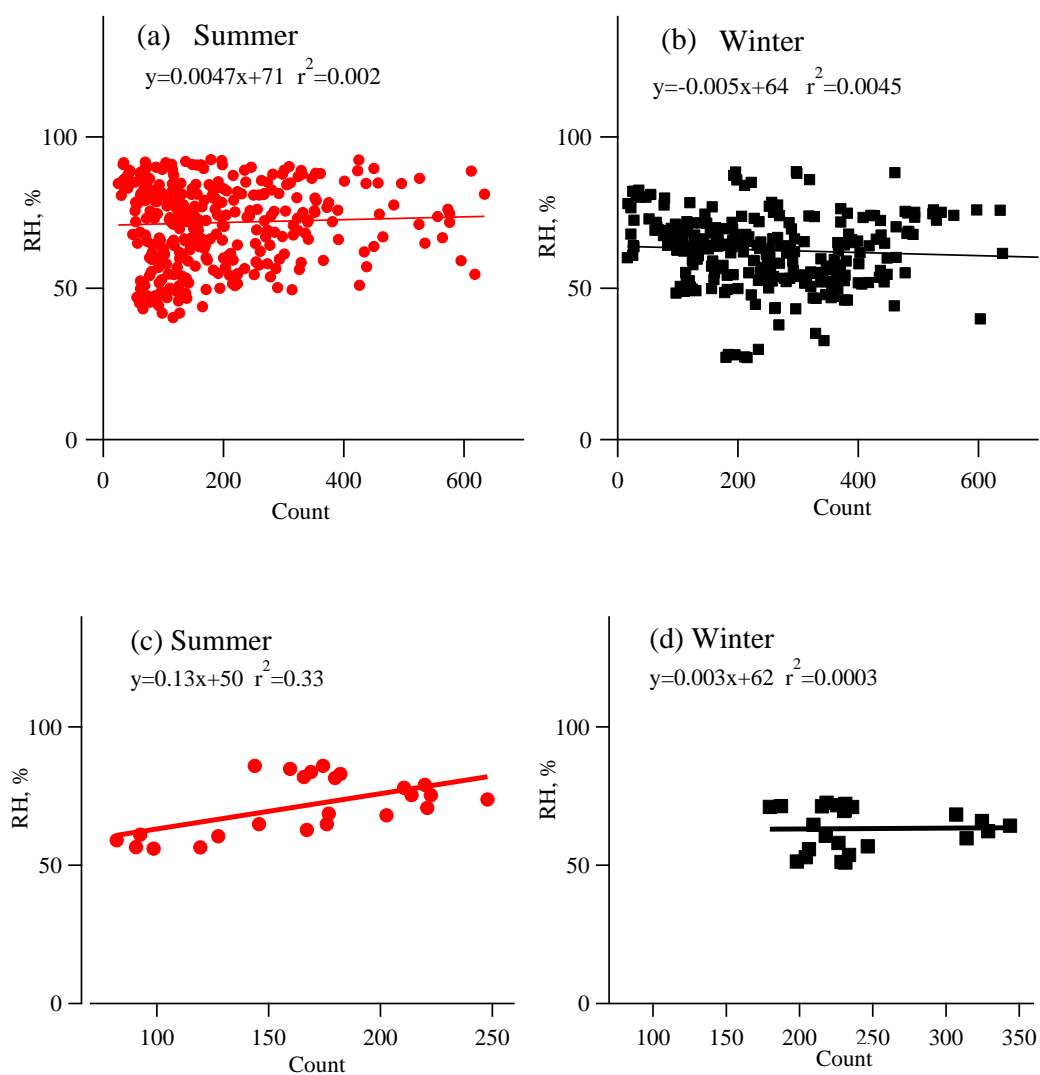 (a) Summer
y=0.0047x+71 r²=0.002
100
50
0
RH, %
0 200 400 600
Count
(b) Winter
y=-0.005x+64 r²=0.0045
100
50
0
RH, %
0 200 400 600
Count
(c) Summer
y=0.13x+50 r²=0.33
100
50
0
RH, %
100 150 200 250
Count
(d) Winter
y=0.003x+62 r²=0.0003
100
50
0
RH, %
100 150 200 250 300 350
Count